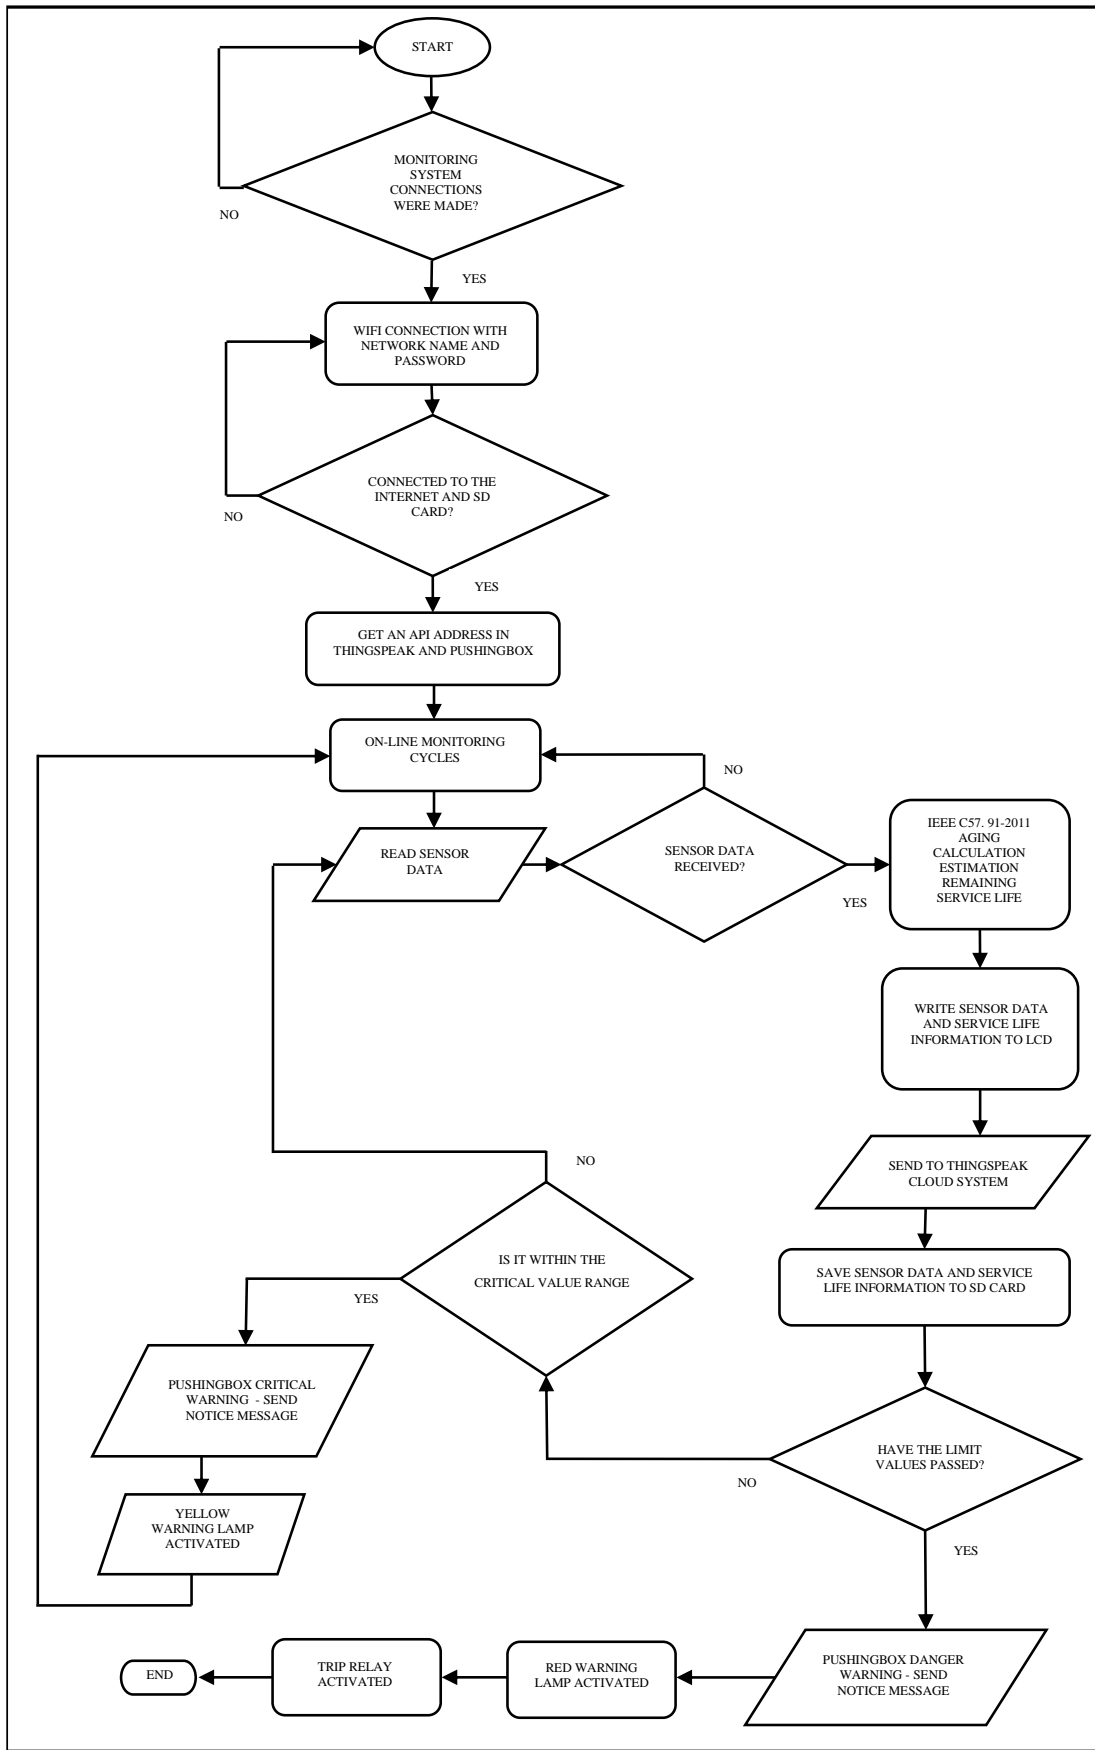 START
MONITORING
SYSTEM
CONNECTIONS
WERE MADE?
NO
YES
WIFI CONNECTION WITH
NETWORK NAME AND
PASSWORD
CONNECTED TO THE
INTERNET AND SD
CARD?
NO
YES
GET AN API ADDRESS IN
THINGSPEAK AND PUSHINGBOX
ON-LINE MONITORING
CYCLES
NO
READ SENSOR
DATA
SENSOR DATA
RECEIVED?
YES
IEEE C57. 91-2011
AGING
CALCULATION
ESTIMATION
REMAINING
SERVICE LIFE
WRITE SENSOR DATA
AND SERVICE LIFE
INFORMATION TO LCD
SEND TO THINGSPEAK
CLOUD SYSTEM
SAVE SENSOR DATA AND SERVICE
LIFE INFORMATION TO SD CARD
HAVE THE LIMIT
VALUES PASSED?
NO
YES
NO
IS IT WITHIN THE
CRITICAL VALUE RANGE
YES
PUSHINGBOX CRITICAL
WARNING - SEND
NOTICE MESSAGE
YELLOW
WARNING LAMP
ACTIVATED
PUSHINGBOX DANGER
WARNING - SEND
NOTICE MESSAGE
RED WARNING
LAMP ACTIVATED
TRIP RELAY
ACTIVATED
END